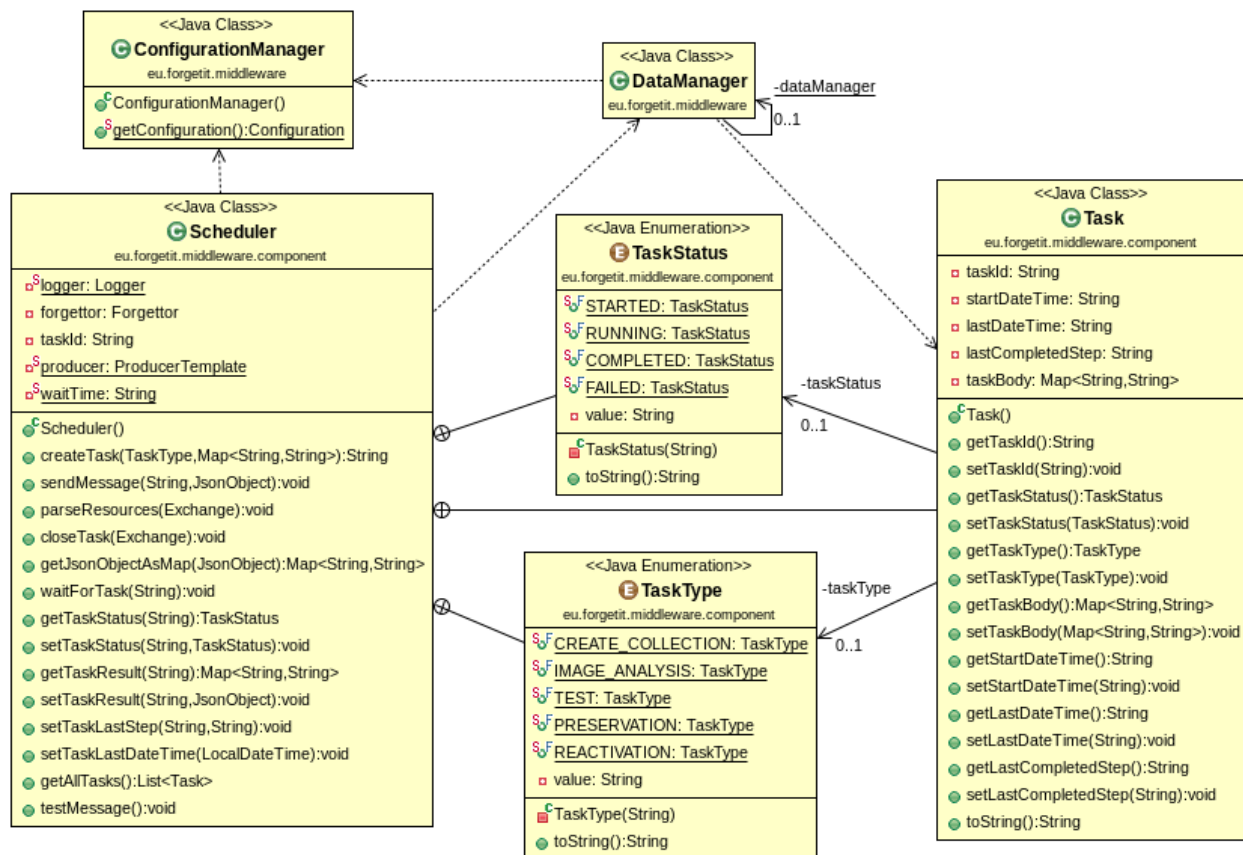 <<Java Class>>
ConfigurationManager
eu.forgetit.middleware
ConfigurationManager()
getConfiguration():Configuration
<<Java Class>>
DataManager
eu.forgetit.middleware
-dataManager
0..1
<<Java Class>>
Scheduler
eu.forgetit.middleware.component
logger: Logger
forgettor: Forgettor
taskId: String
producer: ProducerTemplate
waitTime: String
Scheduler()
createTask(TaskType,Map<String,String>):String
sendMessage(String,JsonObject):void
parseResources(Exchange):void
closeTask(Exchange):void
getJsonObjectAsMap(JsonObject):Map<String,String>
waitForTask(String):void
getTaskStatus(String):TaskStatus
setTaskStatus(String,TaskStatus):void
getTaskResult(String):Map<String,String>
setTaskResult(String,JsonObject):void
setTaskLastStep(String,String):void
setTaskLastDateTime(LocalDateTime):void
getAllTasks():List<Task>
testMessage():void
<<Java Enumeration>>
TaskStatus
eu.forgetit.middleware.component
STARTED: TaskStatus
RUNNING: TaskStatus
COMPLETED: TaskStatus
FAILED: TaskStatus
value: String
TaskStatus(String)
toString():String
-taskStatus
0..1
<<Java Enumeration>>
TaskType
eu.forgetit.middleware.component
CREATE_COLLECTION: TaskType
IMAGE_ANALYSIS: TaskType
TEST: TaskType
PRESERVATION: TaskType
REACTIVATION: TaskType
value: String
TaskType(String)
toString():String
-taskType
0..1
<<Java Class>>
Task
eu.forgetit.middleware.component
taskId: String
startDateTime: String
lastDateTime: String
lastCompletedStep: String
taskBody: Map<String,String>
Task()
getTaskId():String
setTaskId(String):void
getTaskStatus():TaskStatus
setTaskStatus(TaskStatus):void
getTaskType():TaskType
setTaskType(TaskType):void
getTaskBody():Map<String,String>
setTaskBody(Map<String,String>):void
getStartDateTime():String
setStartDateTime(String):void
getLastDateTime():String
setLastDateTime(String):void
getLastCompletedStep():String
setLastCompletedStep(String):void
toString():String